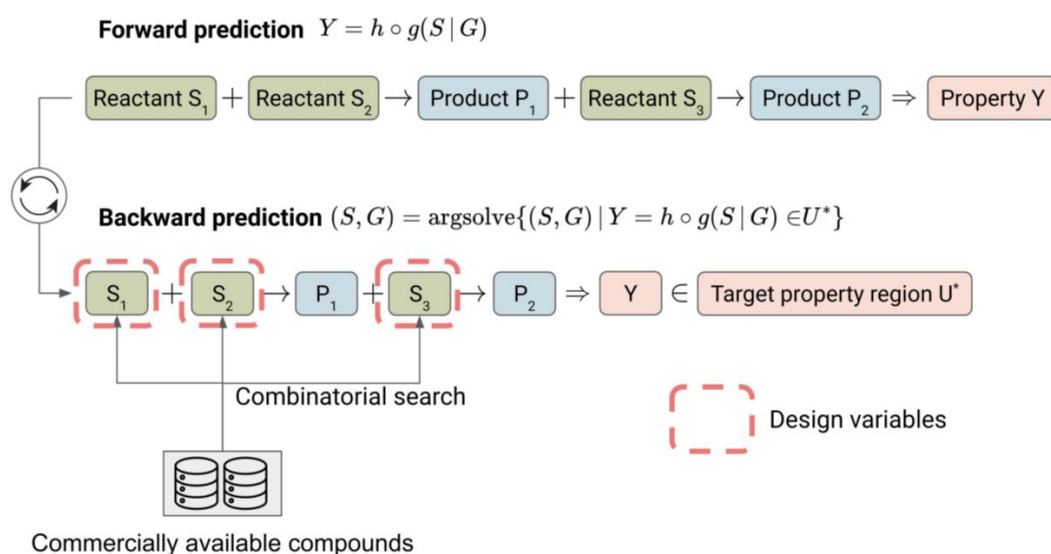 Forward prediction Y = h ∘ g(S | G)
Reactant S₁ + Reactant S₂ → Product P₁ + Reactant S₃ → Product P₂ ⇒ Property Y
Backward prediction (S, G) = argsolve{(S, G) | Y = h ∘ g(S | G) ∈U*}
S₁ + S₂ → P₁ + S₃ → P₂ ⇒ Y ∈ Target property region U*
Combinatorial search
Design variables
Commercially available compounds